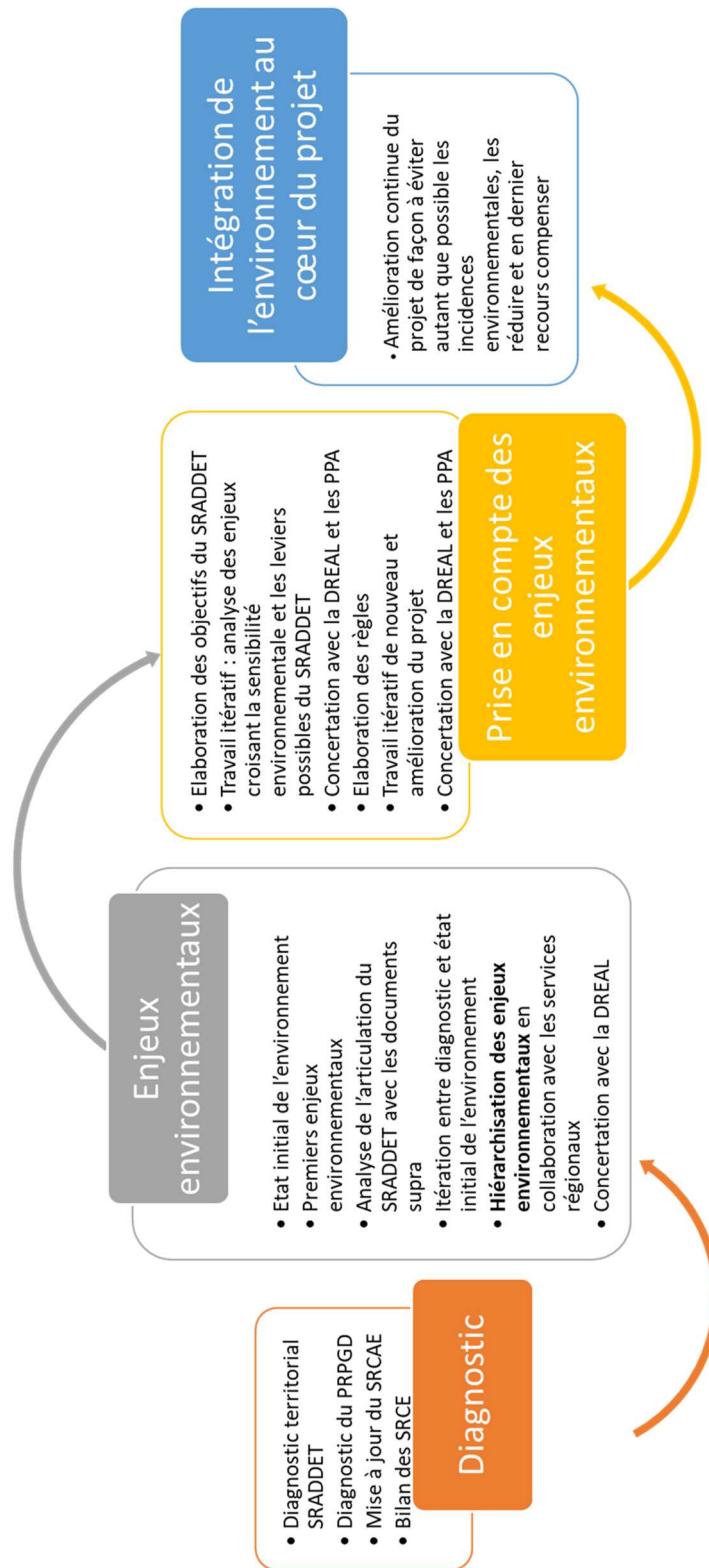 • Diagnostic territorial
SRADDET
• Diagnostic du PRPGD
• Mise à jour du SRCAE
• Bilan des SRCE
Diagnostic
Enjeux
environnementaux
• Etat initial de l'environnement
• Premiers enjeux
environnementaux
• Analyse de l'articulation du
SRADDET avec les documents
supra
• Itération entre diagnostic et état
initial de l'environnement
• Hiérarchisation des enjeux
environnementaux en
collaboration avec les services
régionaux
• Concertation avec la DREAL
• Elaboration des objectifs du SRADDET
• Travail itératif : analyse des enjeux
croisant la sensibilité
environnementale et les leviers
possibles du SRADDET
• Concertation avec la DREAL et les PPA
• Elaboration des règles
• Travail itératif de nouveau et
amélioration du projet
• Concertation avec la DREAL et les PPA
Prise en compte des
enjeux
environnementaux
Intégration de
l'environnement au
cœur du projet
• Amélioration continue du
projet de façon à éviter
autant que possible les
incidences
environnementales, les
réduire et en dernier
recours compenser